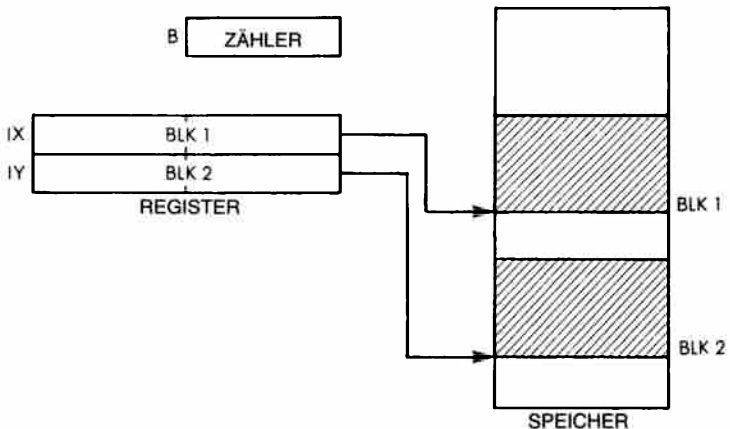 B ZÄHLER
IX BLK 1
IY BLK 2
REGISTER
BLK 1
BLK 2
SPEICHER